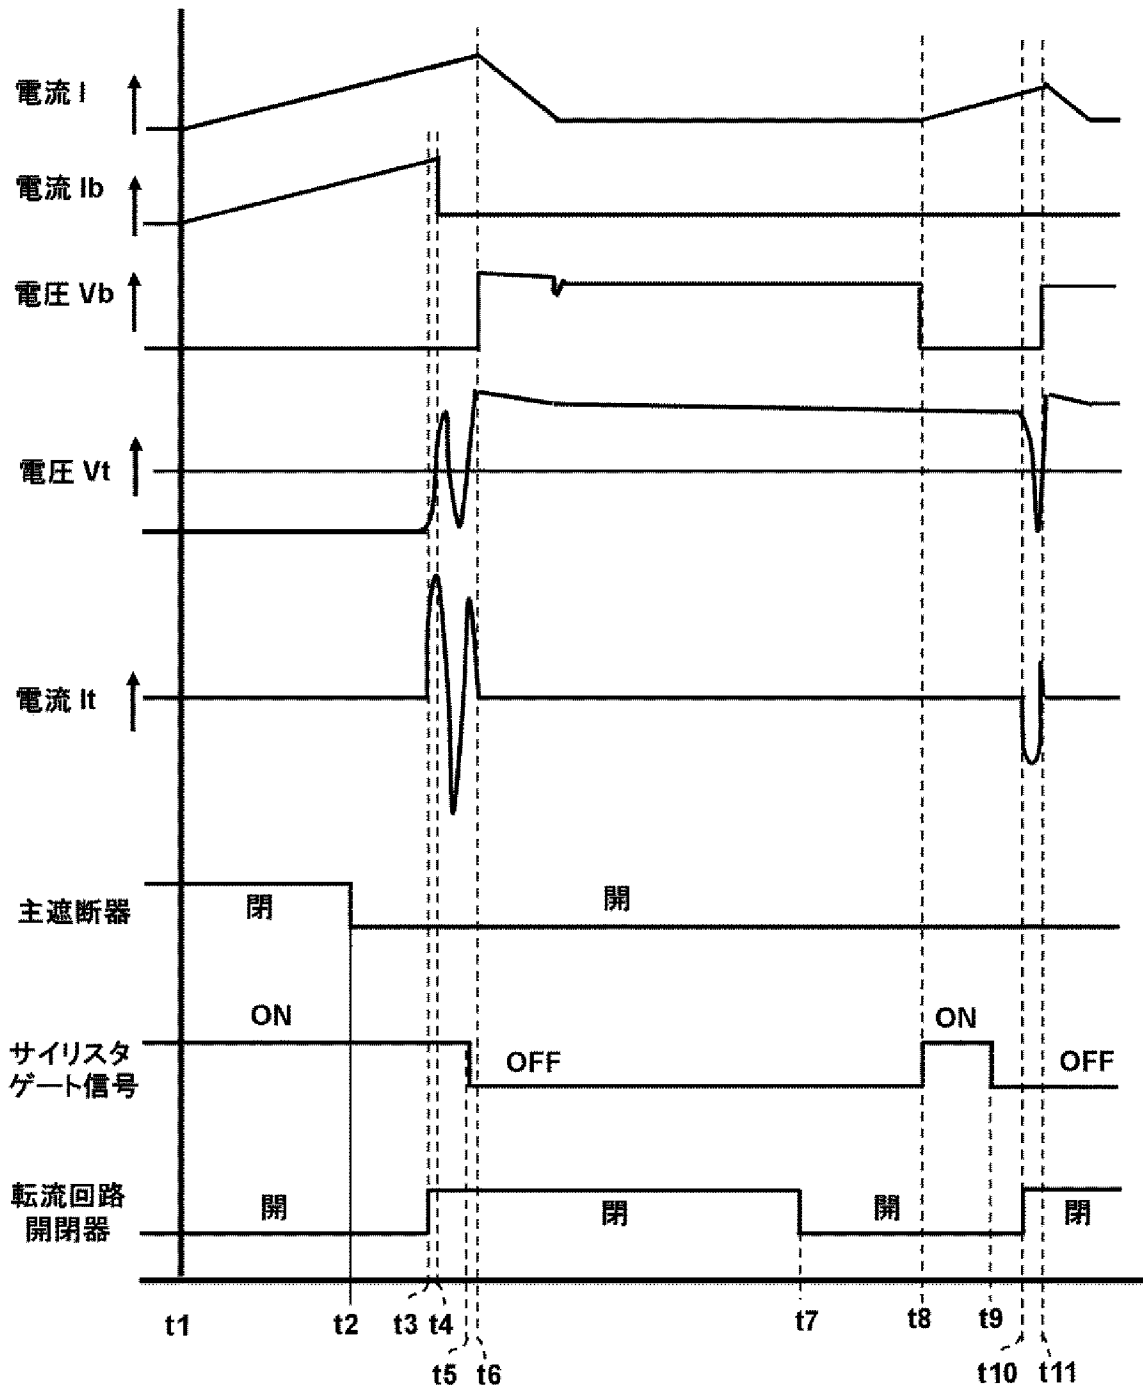 電流 I
電流 Ib
電圧 Vb
電圧 Vt
電流 It
主遮断器
閉
開
サイリスタ
ゲート信号
ON
OFF
ON
OFF
転流回路
開閉器
開
閉
開
閉
t1
t2
t3
t4
t5
t6
t7
t8
t9
t10
t11